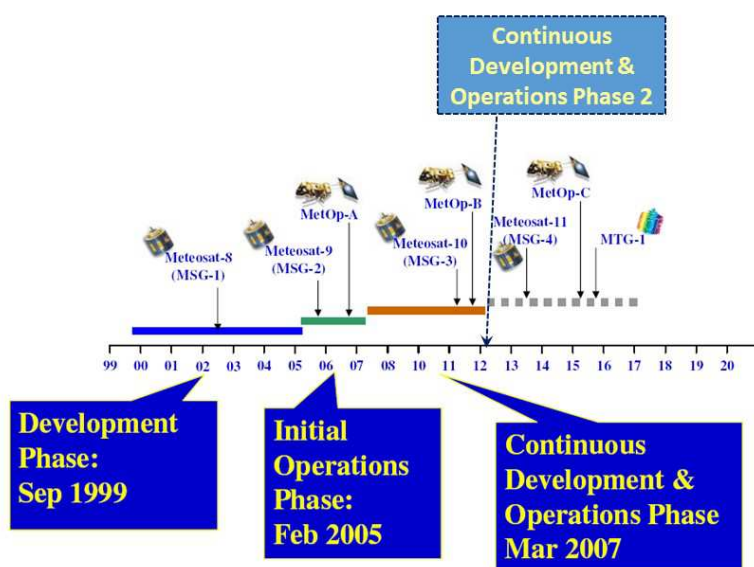 Continuous
Development &
Operations Phase 2
MetOp-A
MetOp-B
MetOp-C
Meteosat-8
(MSG-1)
Meteosat-9
(MSG-2)
Meteosat-10
(MSG-3)
Meteosat-11
(MSG-4)
MTG-1
99 00 01 02 03 04 05 06 07 08 10 11 12 13 14 15 16 17 18 19 20
Development
Phase:
Sep 1999
Initial
Operations
Phase:
Feb 2005
Continuous
Development &
Operations Phase
Mar 2007